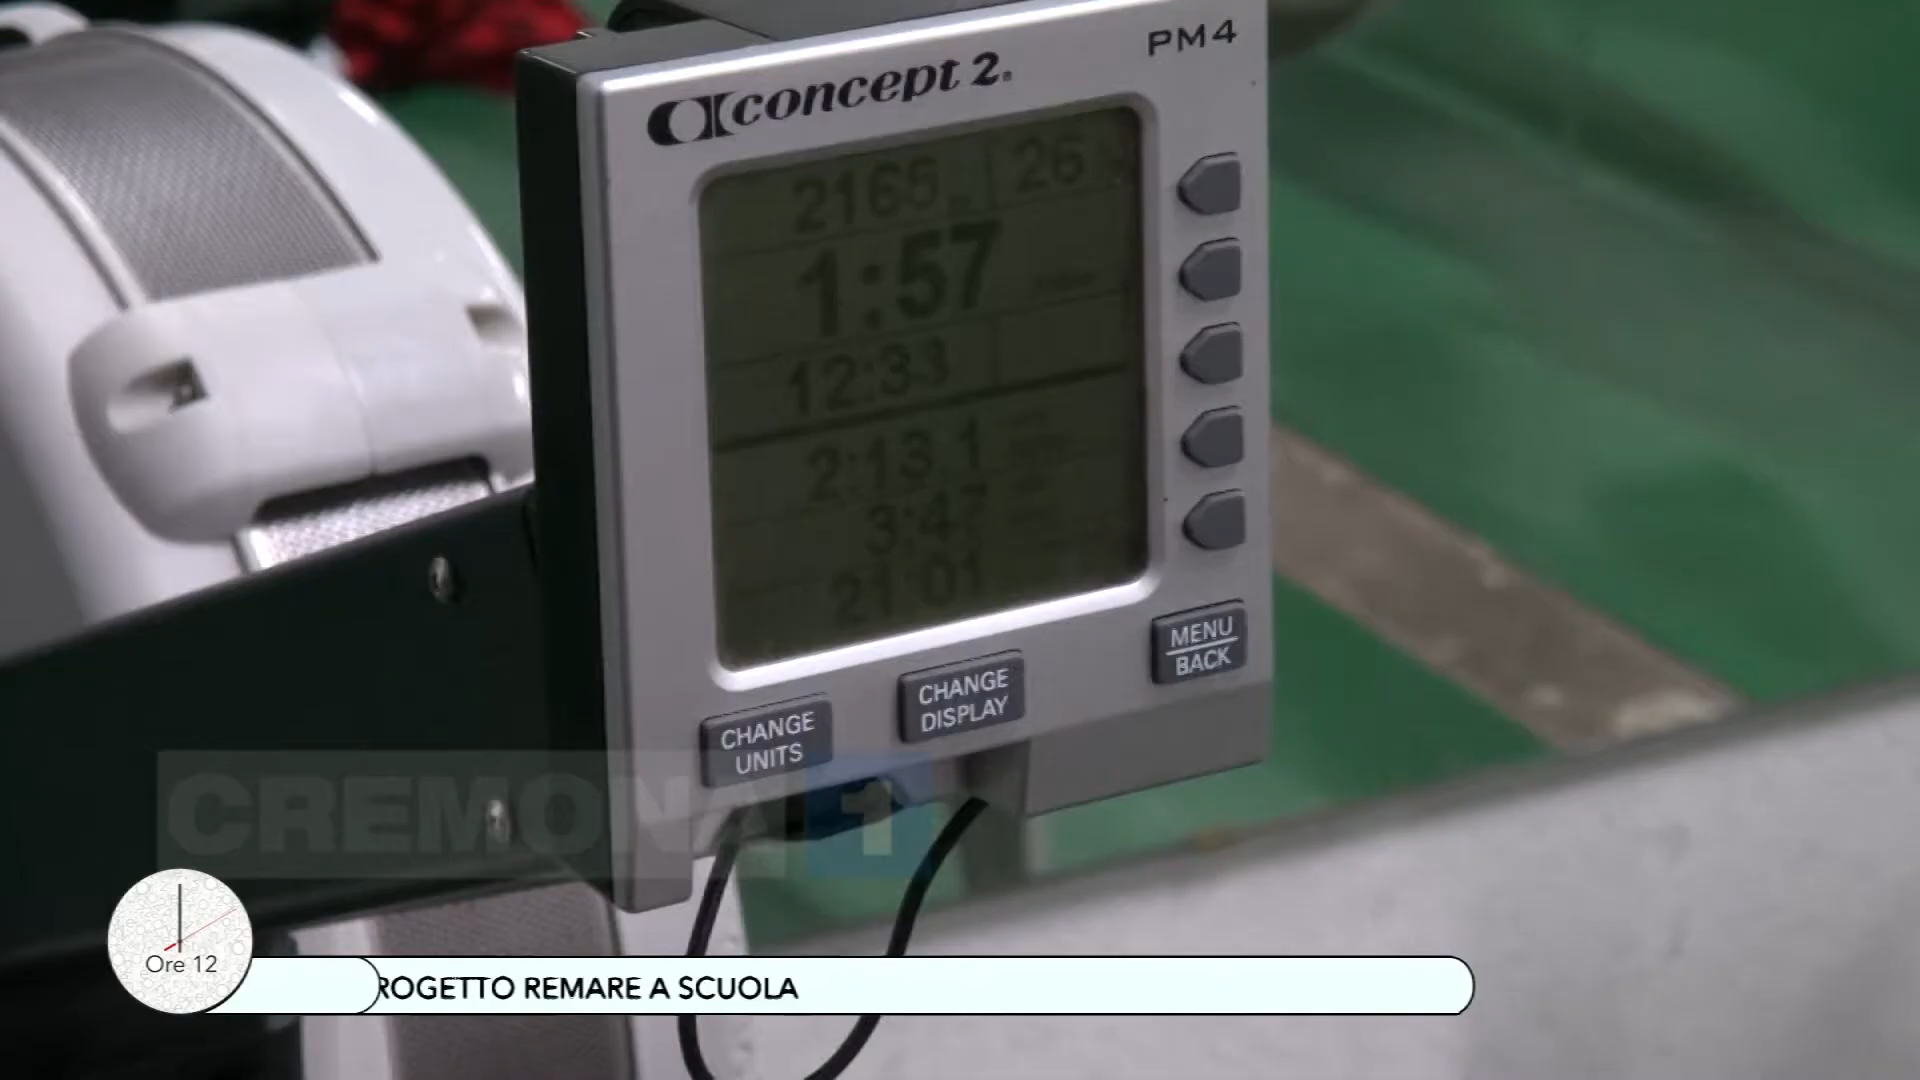 concept 2® PM4
2165 26
1:57
12:33
2:13.1
3:47
21:01
MENU
BACK
CHANGE
DISPLAY
CHANGE
UNITS
CREMONA 1
Ore 12
ROGETTO REMARE A SCUOLA